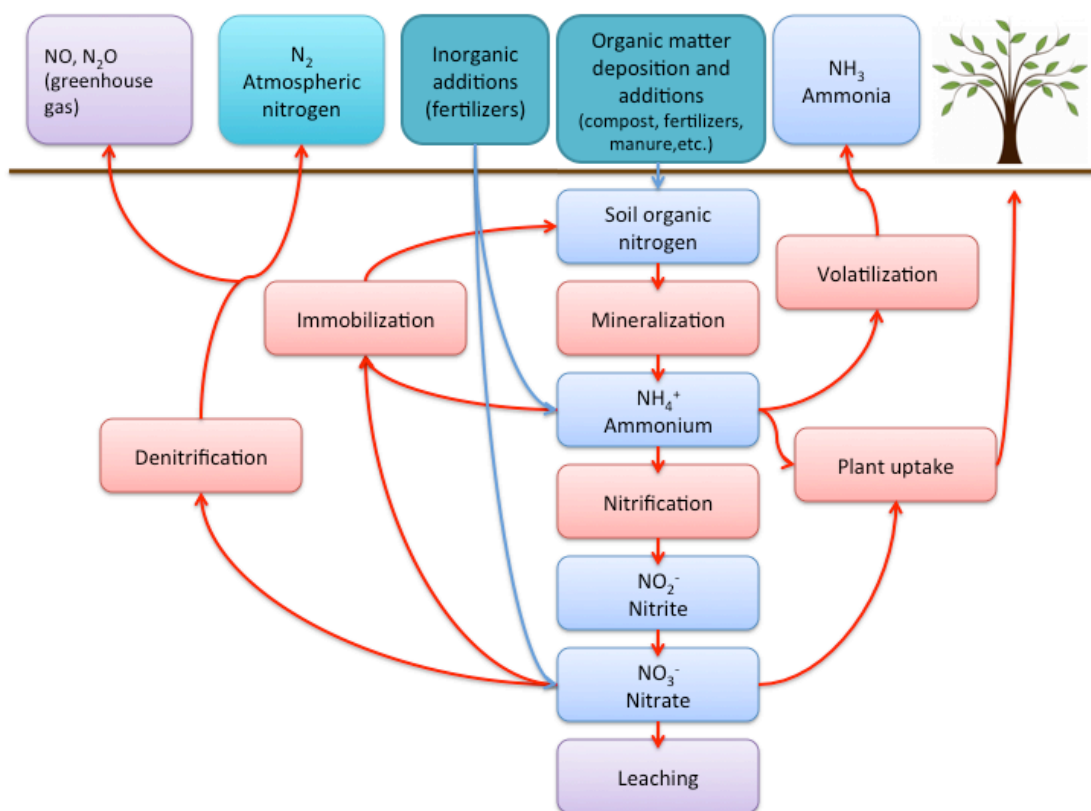 NO, N₂O
(greenhouse
gas)
N₂
Atmospheric
nitrogen
Inorganic
additions
(fertilizers)
Organic matter
deposition and
additions
(compost, fertilizers,
manure,etc.)
NH₃
Ammonia
Soil organic
nitrogen
Volatilization
Immobilization
Mineralization
NH₄⁺
Ammonium
Denitrification
Plant uptake
Nitrification
NO₂⁻
Nitrite
NO₃⁻
Nitrate
Leaching